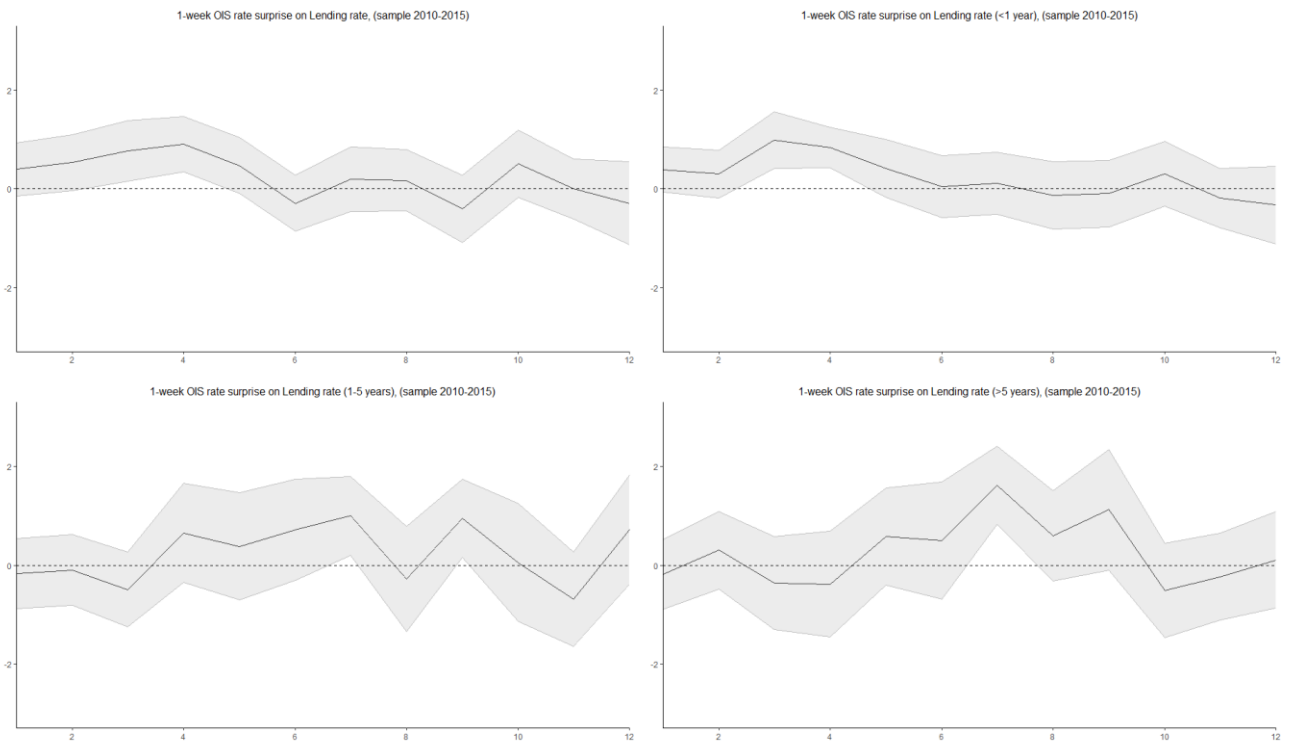 1-week OIS rate surprise on Lending rate, (sample 2010-2015)
2
0
-2
2 4 6 8 10 12
1-week OIS rate surprise on Lending rate (<1 year), (sample 2010-2015)
2
0
-2
2 4 6 8 10 12
1-week OIS rate surprise on Lending rate (1-5 years), (sample 2010-2015)
2
0
-2
2 4 6 8 10 12
1-week OIS rate surprise on Lending rate (>5 years), (sample 2010-2015)
2
0
-2
2 4 6 8 10 12